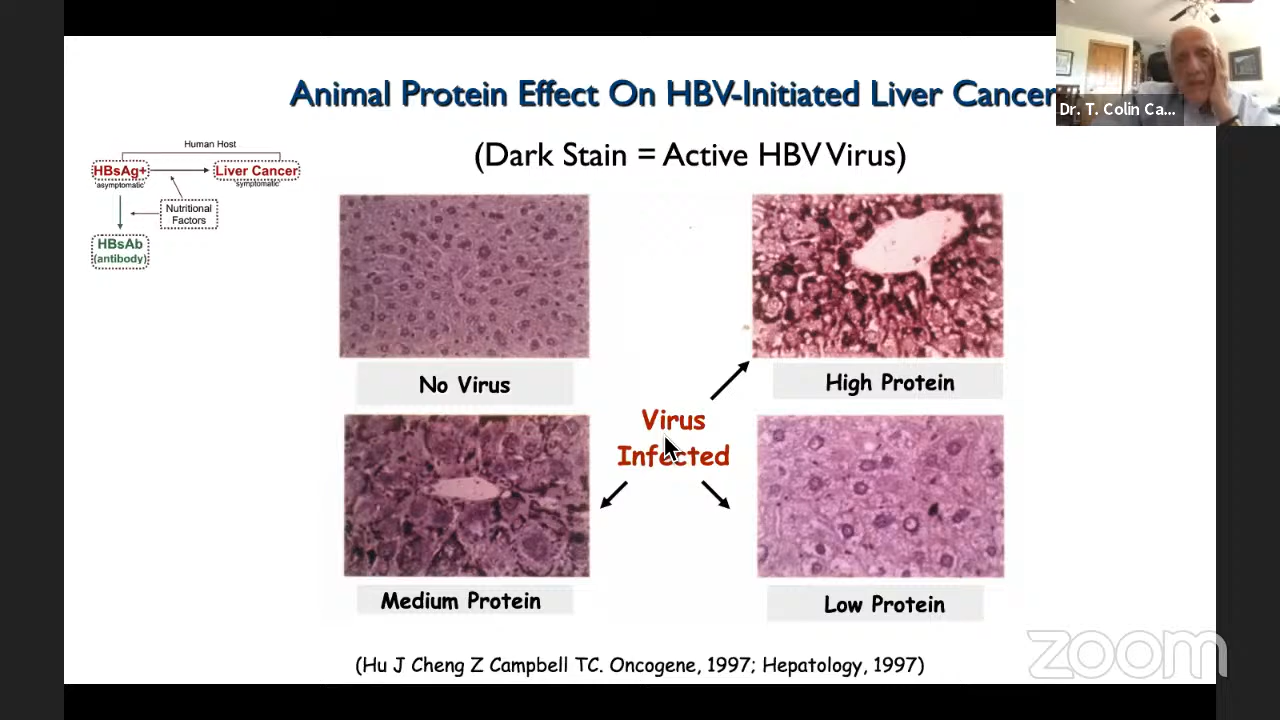 Animal Protein Effect On HBV-Initiated Liver Cancer
Dr. T. Colin Ca...
(Dark Stain = Active HBV Virus)
Human Host
HBsAg+
'asymptomatic'
Liver Cancer
'symptomatic'
Nutritional
Factors
HBsAb
(antibody)
No Virus
High Protein
Virus
Infected
Medium Protein
Low Protein
(Hu J Cheng Z Campbell TC. Oncogene, 1997; Hepatology, 1997)
zoom